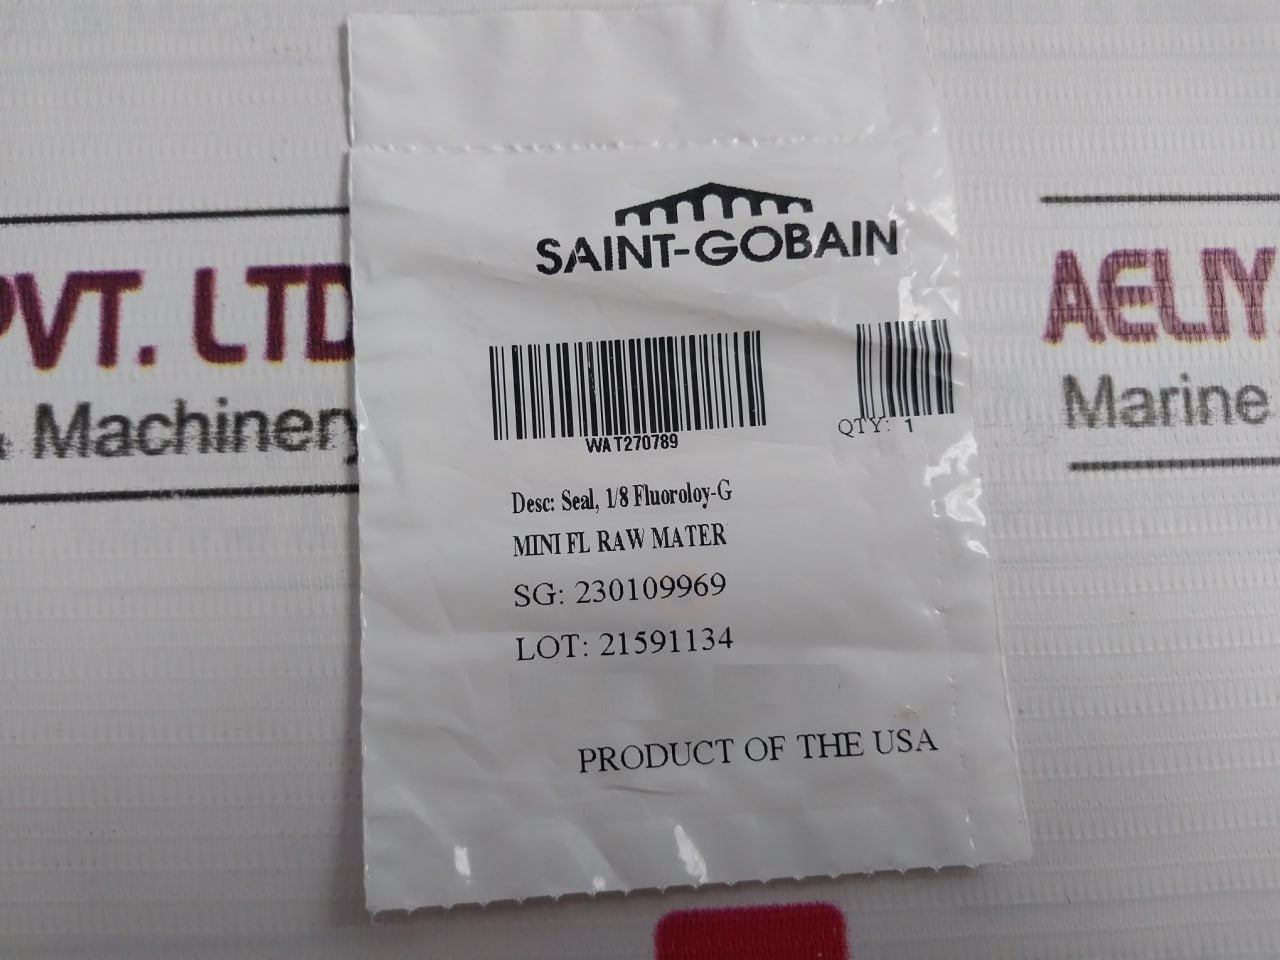 SAINT-GOBAIN
WAT270789
QTY: 1
Desc: Seal, 1/8 Fluoroloy-G
MINI FL RAW MATER
SG: 230109969
LOT: 21591134
PRODUCT OF THE USA
PVT. LTD
& Machinery
AELIY
Marine